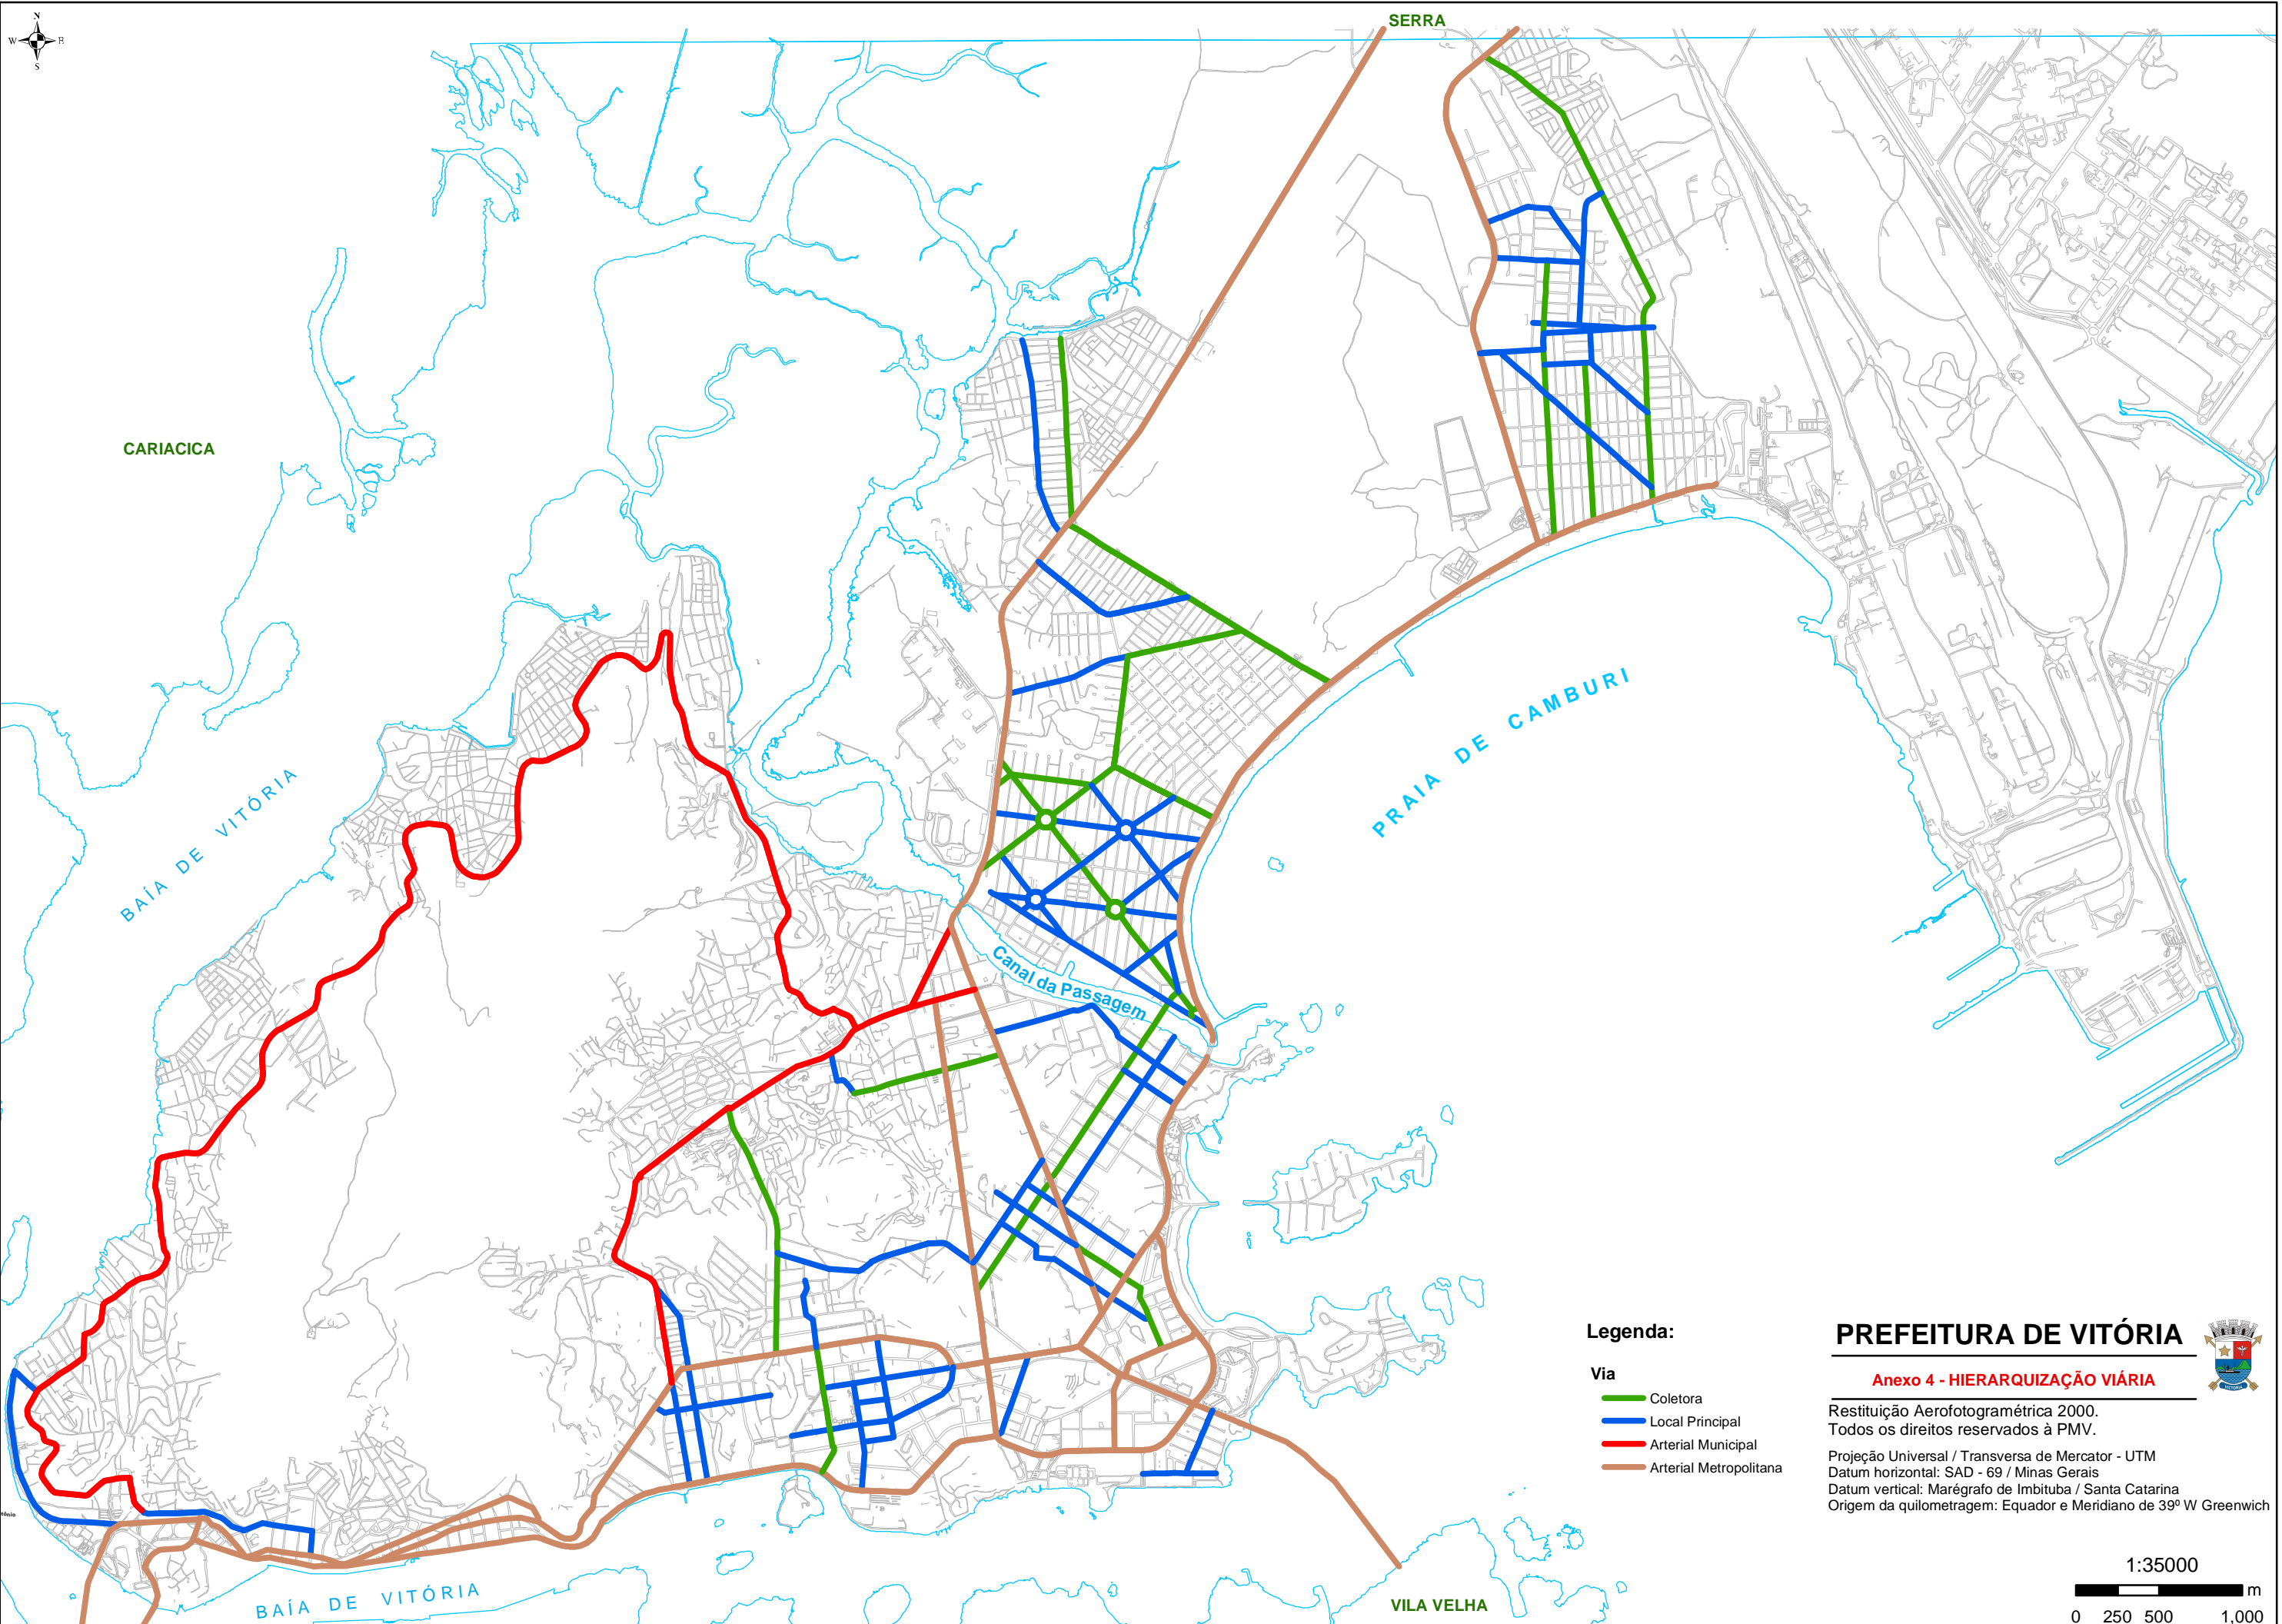 SERRA
N
W E
S
CARIACICA
PRAIA DE CAMBURI
BAÍA DE VITÓRIA
Canal da Passagem
Legenda:
Via
Coletora
Local Principal
Arterial Municipal
Arterial Metropolitana
PREFEITURA DE VITÓRIA
Anexo 4 - HIERARQUIZAÇÃO VIÁRIA
Restituição Aerofotogramétrica 2000.
Todos os direitos reservados à PMV.
Projeção Universal / Transversa de Mercator - UTM
Datum horizontal: SAD - 69 / Minas Gerais
Datum vertical: Marégrafo de Imbituba / Santa Catarina
Origem da quilometragem: Equador e Meridiano de 39º W Greenwich
1:35000
m
0 250 500 1,000
BAÍA DE VITÓRIA
VILA VELHA